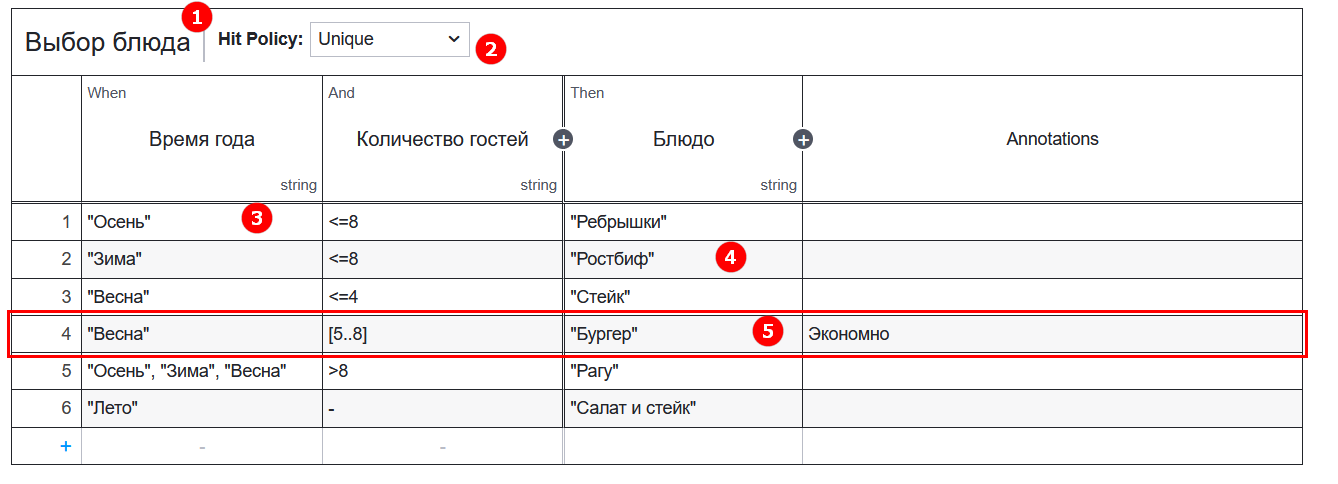 1
Выбор блюда Hit Policy: Unique
2
When And Then
Время года Количество гостей + Блюдо + Annotations
string string string
1 "Осень" 3 <=8 "Ребрышки"
2 "Зима" <=8 "Ростбиф" 4
3 "Весна" <=4 "Стейк"
4 "Весна" [5..8] "Бургер" 5 Экономно
5 "Осень", "Зима", "Весна" >8 "Рагу"
6 "Лето" - "Салат и стейк"
+ - -